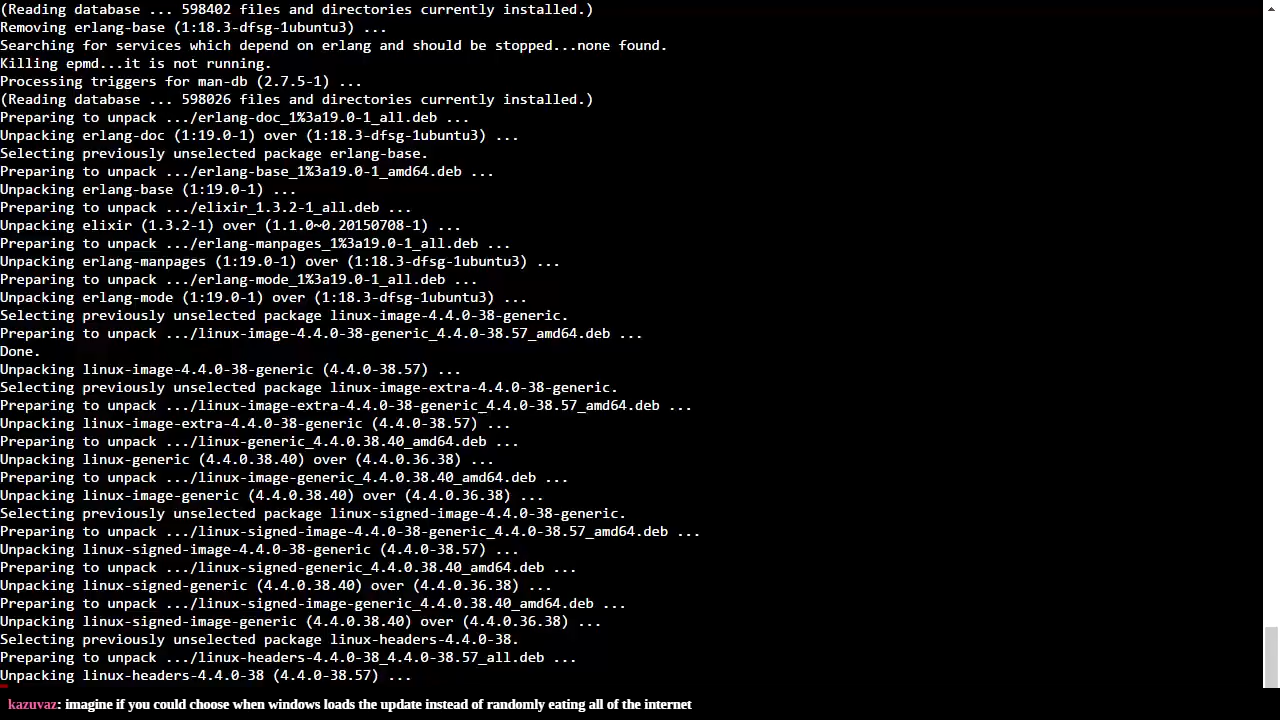 (Reading database ... 598402 files and directories currently installed.)
Removing erlang-base (1:18.3-dfsg-1ubuntu3) ...
Searching for services which depend on erlang and should be stopped...none found.
Killing epmd...it is not running.
Processing triggers for man-db (2.7.5-1) ...
(Reading database ... 598026 files and directories currently installed.)
Preparing to unpack .../erlang-doc_1%3a19.0-1_all.deb ...
Unpacking erlang-doc (1:19.0-1) over (1:18.3-dfsg-1ubuntu3) ...
Selecting previously unselected package erlang-base.
Preparing to unpack .../erlang-base_1%3a19.0-1_amd64.deb ...
Unpacking erlang-base (1:19.0-1) ...
Preparing to unpack .../elixir_1.3.2-1_all.deb ...
Unpacking elixir (1.3.2-1) over (1.1.0~0.20150708-1) ...
Preparing to unpack .../erlang-manpages_1%3a19.0-1_all.deb ...
Unpacking erlang-manpages (1:19.0-1) over (1:18.3-dfsg-1ubuntu3) ...
Preparing to unpack .../erlang-mode_1%3a19.0-1_all.deb ...
Unpacking erlang-mode (1:19.0-1) over (1:18.3-dfsg-1ubuntu3) ...
Selecting previously unselected package linux-image-4.4.0-38-generic.
Preparing to unpack .../linux-image-4.4.0-38-generic_4.4.0-38.57_amd64.deb ...
Done.
Unpacking linux-image-4.4.0-38-generic (4.4.0-38.57) ...
Selecting previously unselected package linux-image-extra-4.4.0-38-generic.
Preparing to unpack .../linux-image-extra-4.4.0-38-generic_4.4.0-38.57_amd64.deb ...
Unpacking linux-image-extra-4.4.0-38-generic (4.4.0-38.57) ...
Preparing to unpack .../linux-generic_4.4.0.38.40_amd64.deb ...
Unpacking linux-generic (4.4.0.38.40) over (4.4.0.36.38) ...
Preparing to unpack .../linux-image-generic_4.4.0.38.40_amd64.deb ...
Unpacking linux-image-generic (4.4.0.38.40) over (4.4.0.36.38) ...
Selecting previously unselected package linux-signed-image-4.4.0-38-generic.
Preparing to unpack .../linux-signed-image-4.4.0-38-generic_4.4.0-38.57_amd64.deb ...
Unpacking linux-signed-image-4.4.0-38-generic (4.4.0-38.57) ...
Preparing to unpack .../linux-signed-generic_4.4.0.38.40_amd64.deb ...
Unpacking linux-signed-generic (4.4.0.38.40) over (4.4.0.36.38) ...
Preparing to unpack .../linux-signed-image-generic_4.4.0.38.40_amd64.deb ...
Unpacking linux-signed-image-generic (4.4.0.38.40) over (4.4.0.36.38) ...
Selecting previously unselected package linux-headers-4.4.0-38.
Preparing to unpack .../linux-headers-4.4.0-38_4.4.0-38.57_all.deb ...
Unpacking linux-headers-4.4.0-38 (4.4.0-38.57) ...
kazuvaz: imagine if you could choose when windows loads the update instead of randomly eating all of the internet